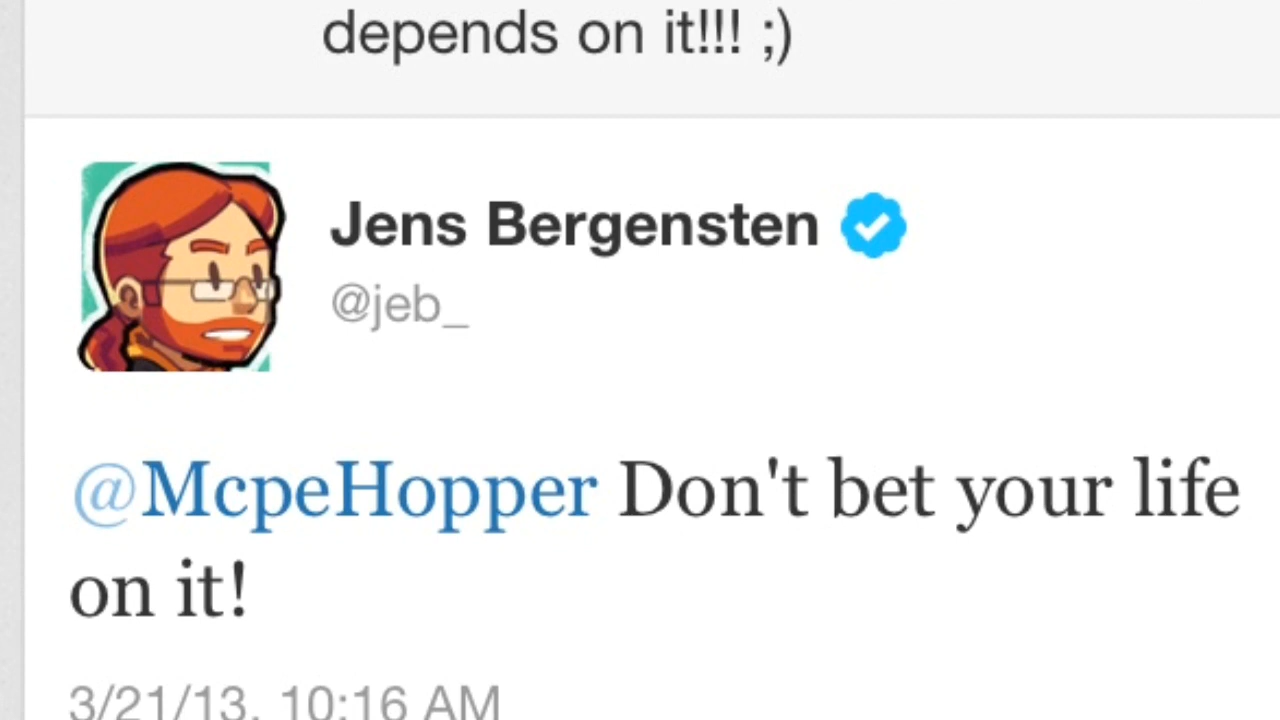 depends on it!!! ;)
Jens Bergensten
@jeb_
@McpeHopper Don't bet your life
on it!
3/21/13, 10:16 AM